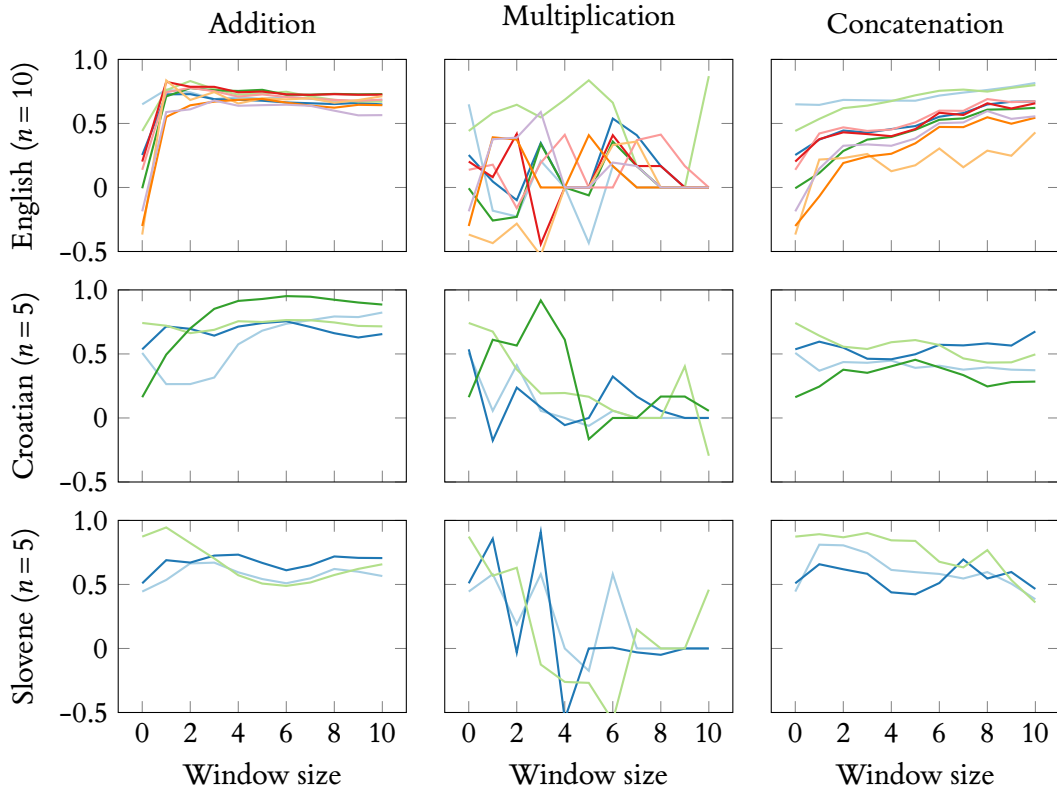 Addition Multiplication Concatenation
English (n = 10)
1.0
0.5
0
−0.5
Croatian (n = 5)
1.0
0.5
0
−0.5
Slovene (n = 5)
1.0
0.5
0
−0.5
0 2 4 6 8 10 0 2 4 6 8 10 0 2 4 6 8 10
Window size Window size Window size